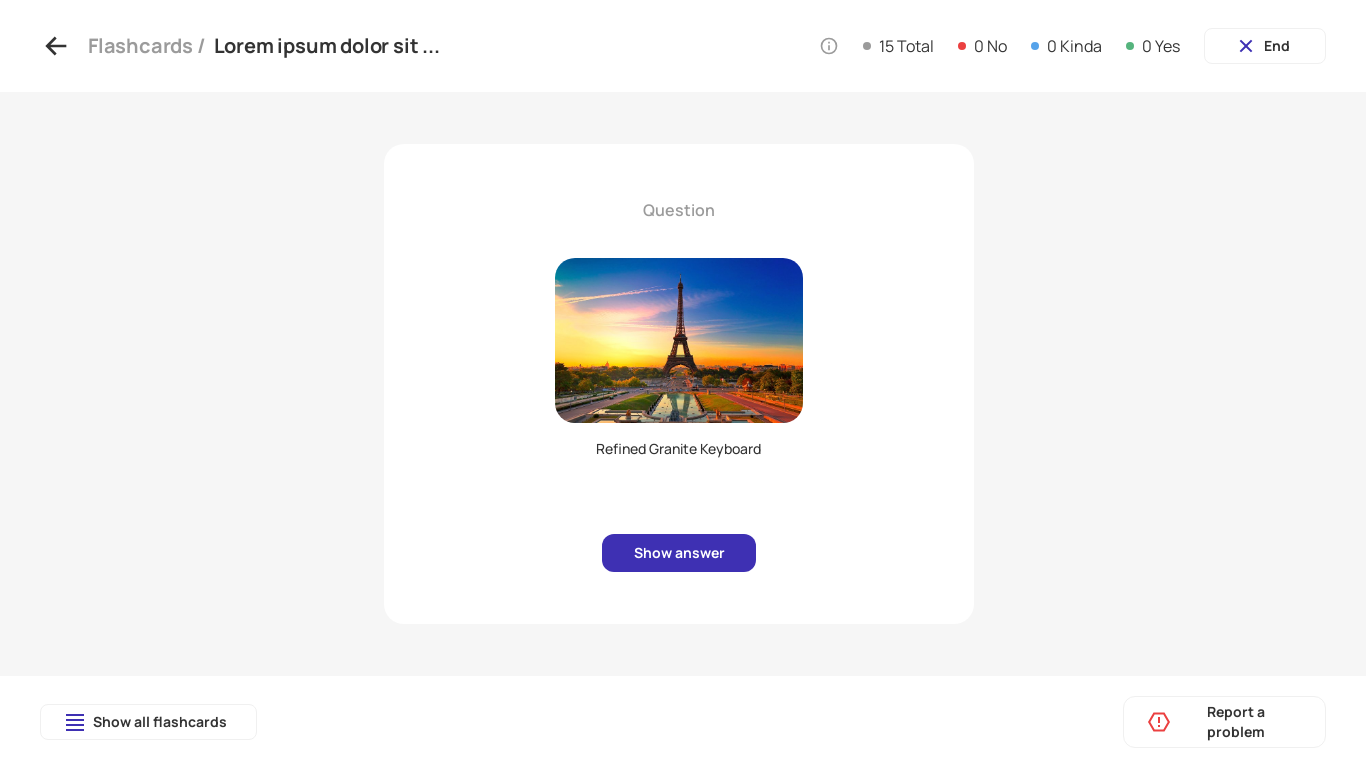 Flashcards / Lorem ipsum dolor sit ...
15 Total
0 No
0 Kinda
0 Yes
End
Question
Refined Granite Keyboard
Show answer
Show all flashcards
Report a
problem